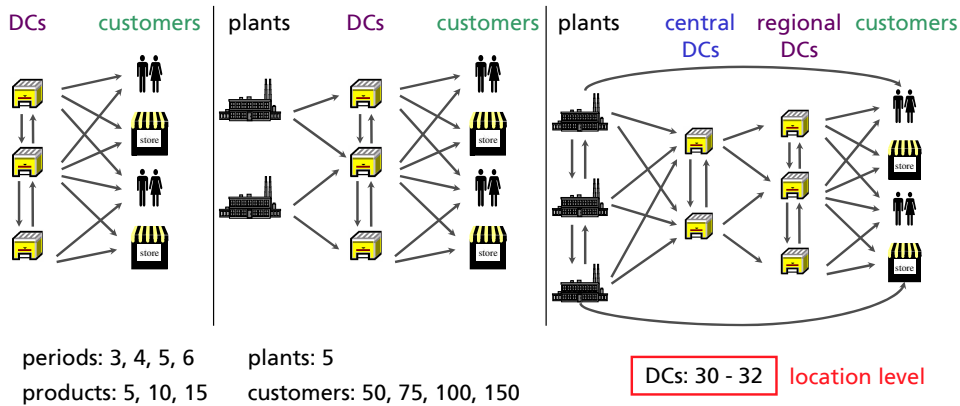 DCs customers
store
store
plants DCs customers
store
store
plants central DCs regional DCs customers
store
store
periods: 3, 4, 5, 6
products: 5, 10, 15
plants: 5
customers: 50, 75, 100, 150
DCs: 30 - 32 location level